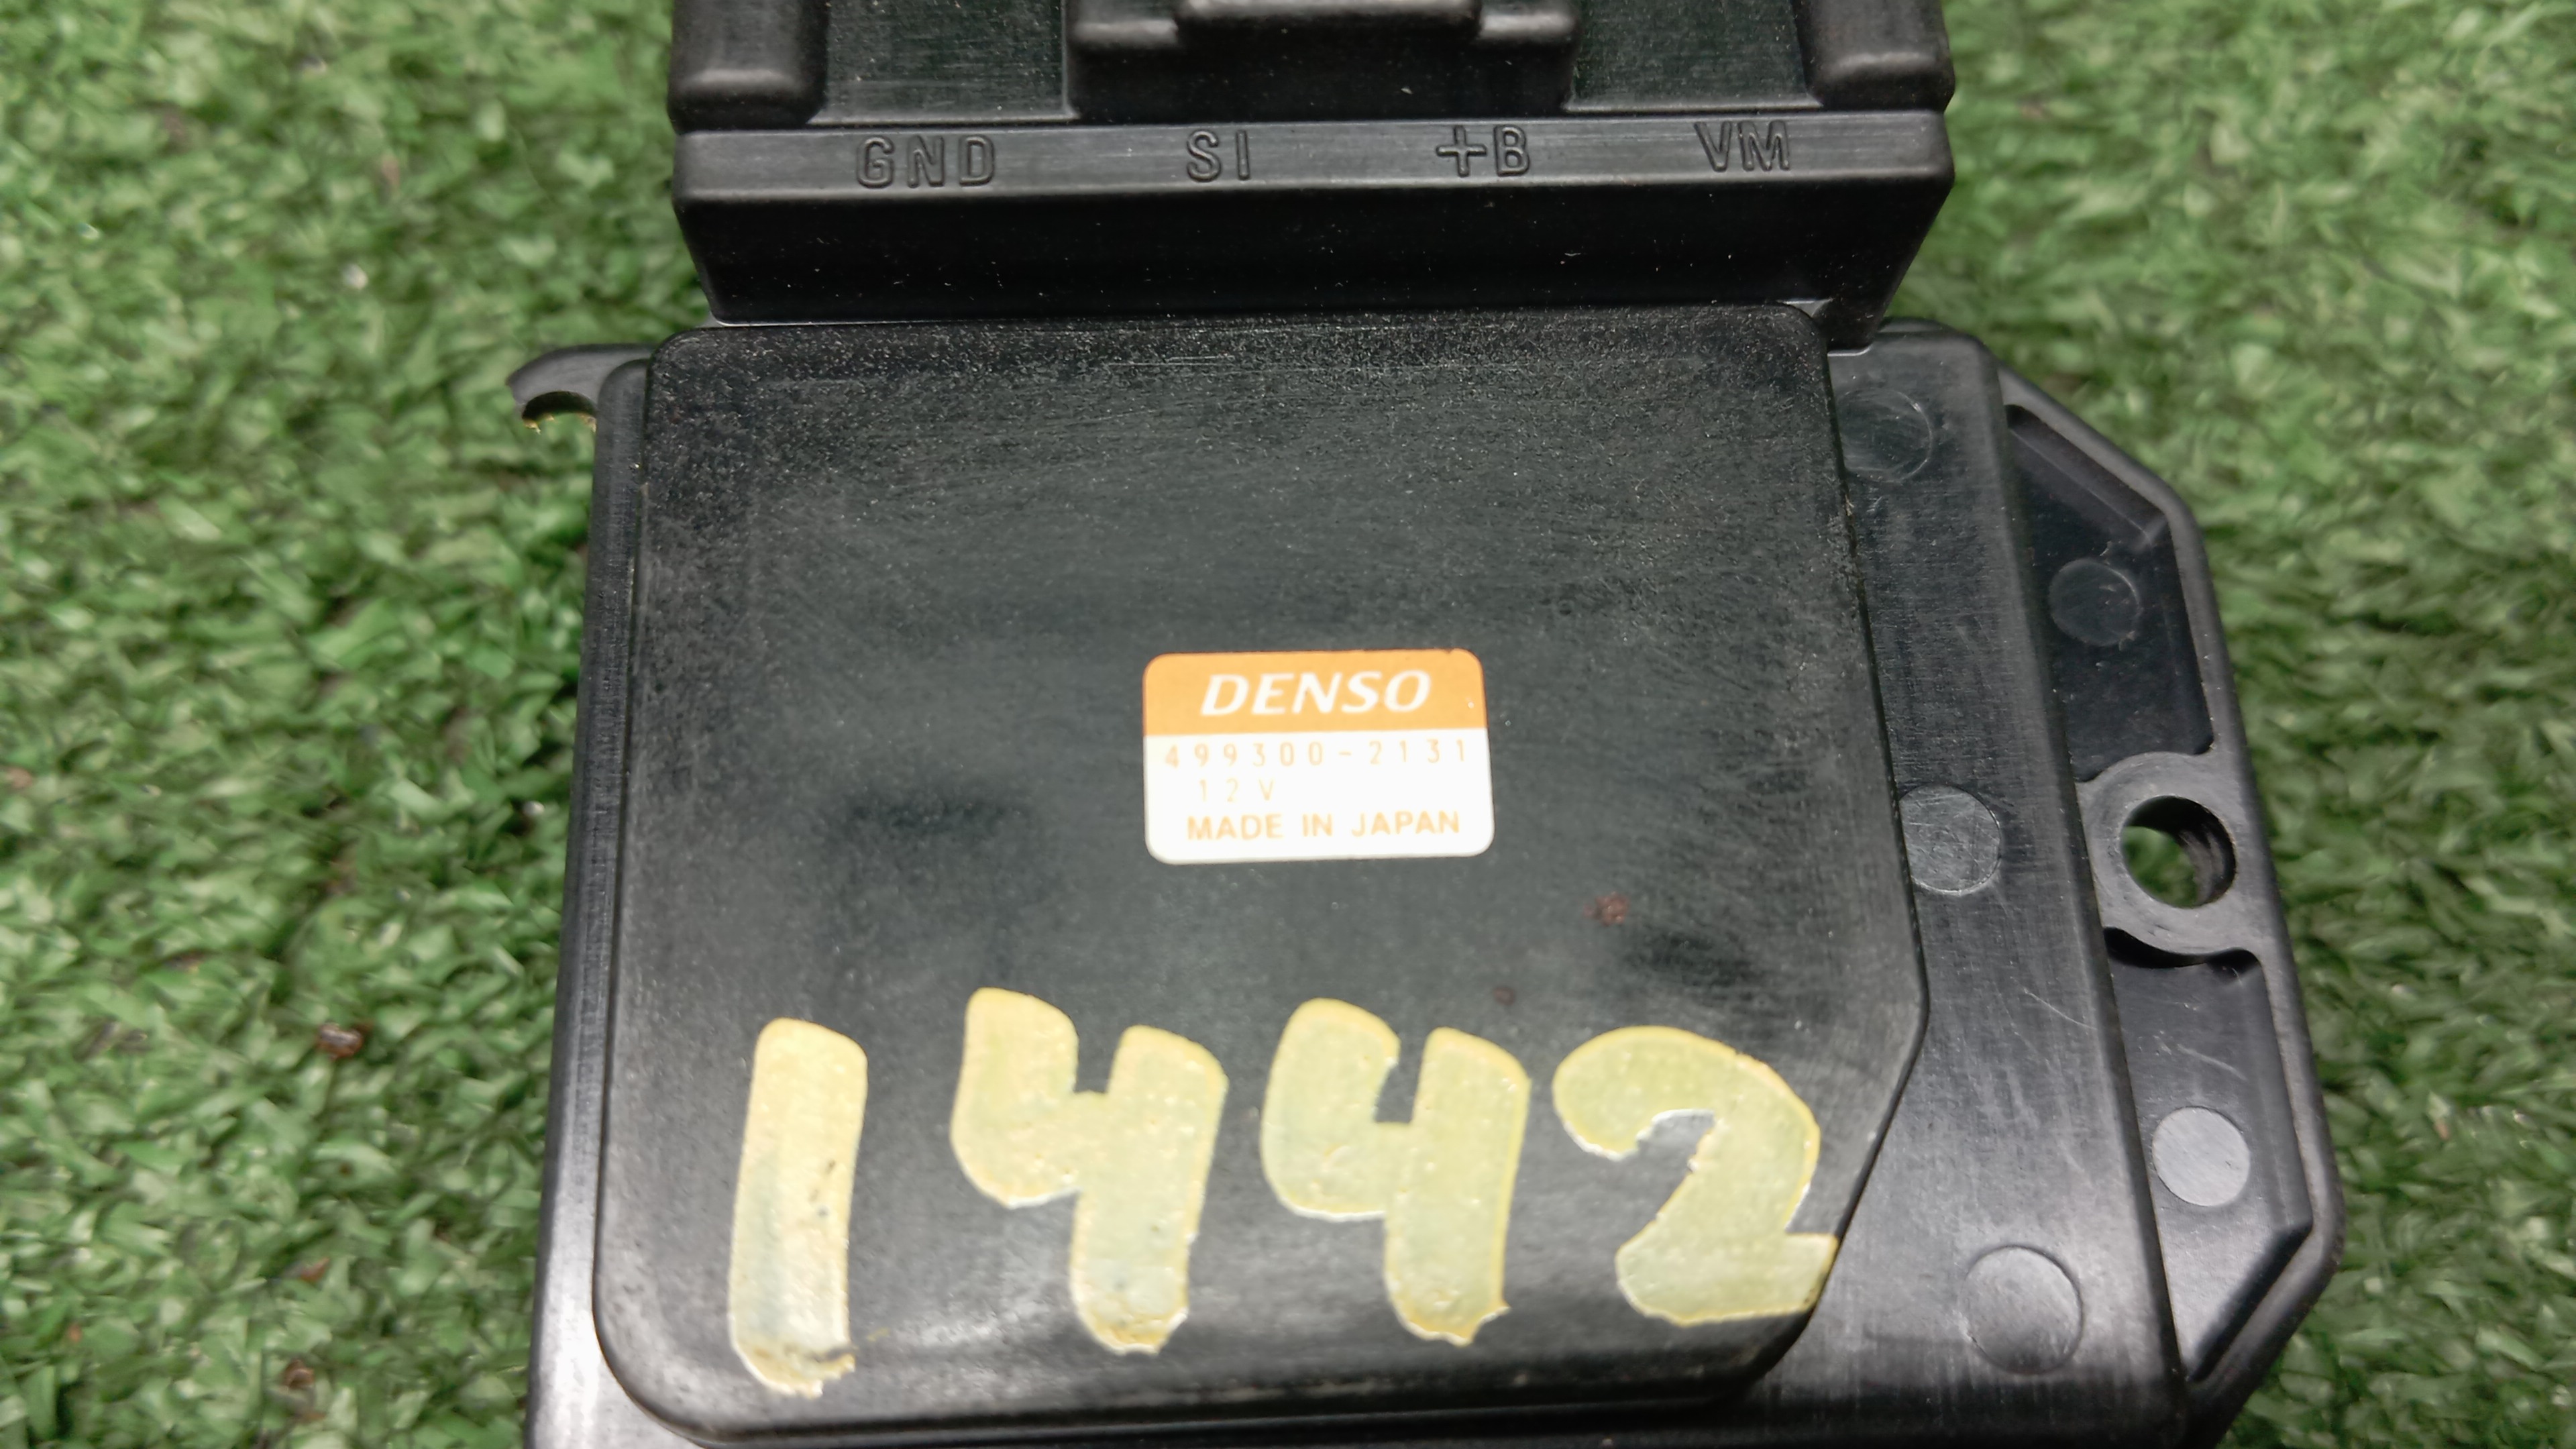 GND SI +B VM
DENSO
499300-2131
12V
MADE IN JAPAN
1442